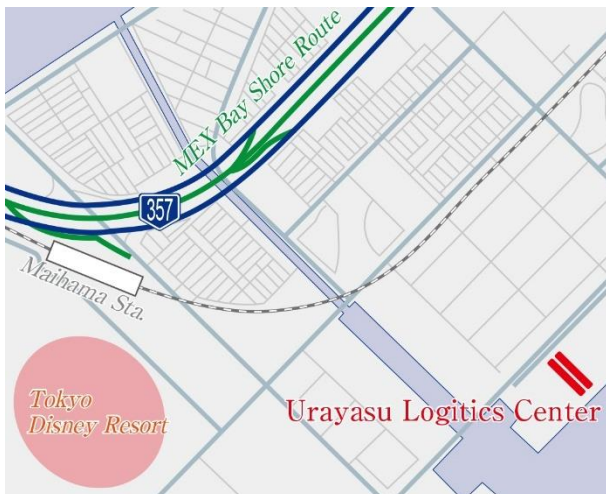 MEX Bay Shore Route
357
Maihama Sta.
Tokyo
Disney Resort
Urayasu Logitics Center